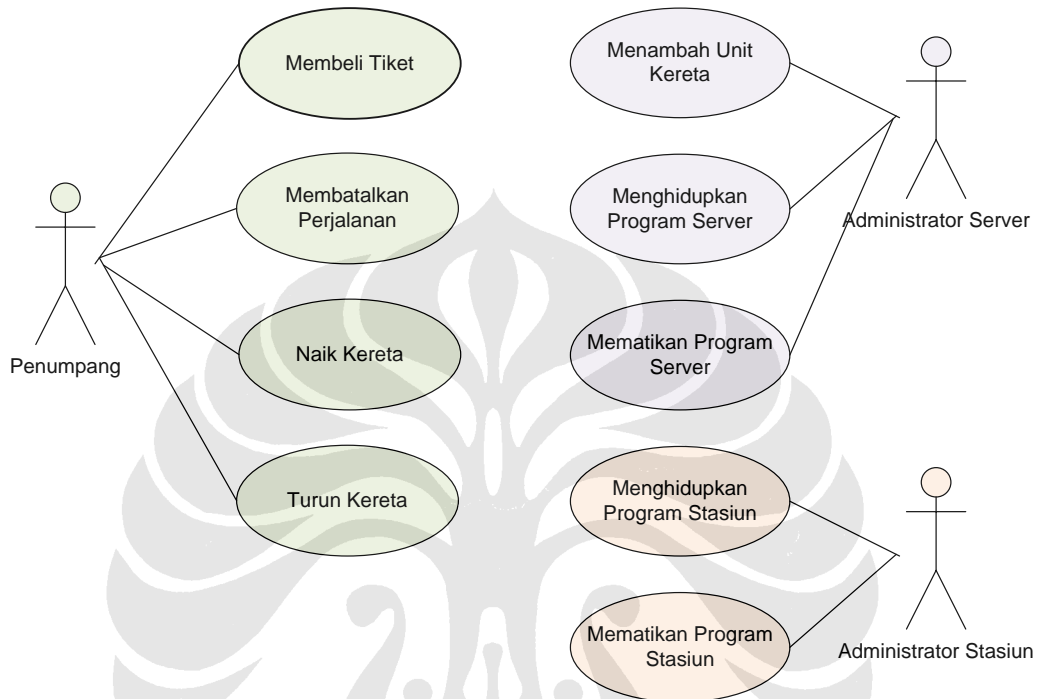 Membeli Tiket
Membatalkan
Perjalanan
Naik Kereta
Turun Kereta
Penumpang
Menambah Unit
Kereta
Menghidupkan
Program Server
Mematikan Program
Server
Administrator Server
Menghidupkan
Program Stasiun
Mematikan Program
Stasiun
Administrator Stasiun